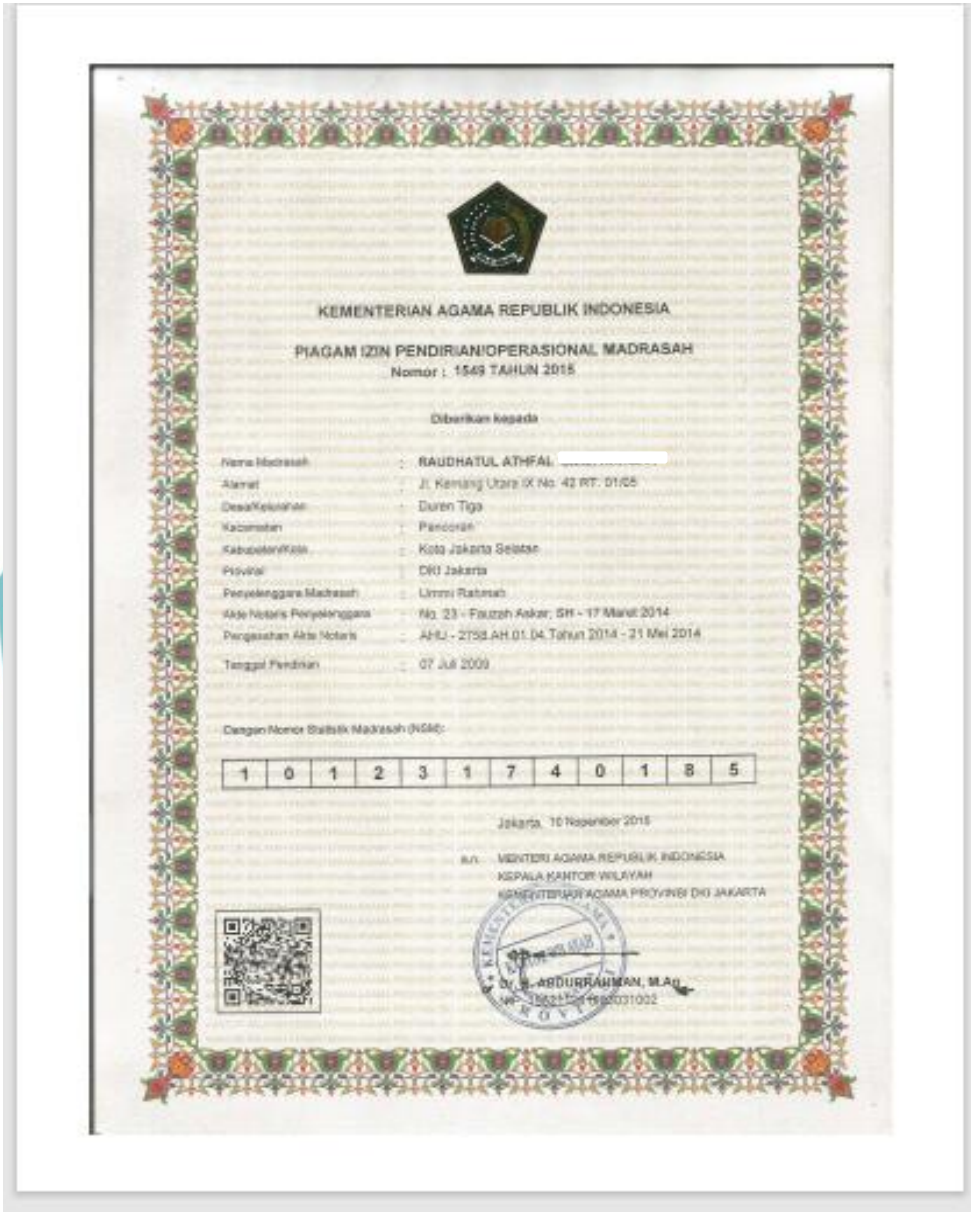 KEMENTERIAN AGAMA REPUBLIK INDONESIA
PIAGAM IZIN PENDIRIAN/OPERASIONAL MADRASAH
Nomor : 1549 TAHUN 2015
Diberikan kepada
Nama Madrasah : RAUDHATUL ATHFAL
Alamat : Jl. Kemang Utara IX No. 42 RT. 01/05
Desa/Kelurahan : Duren Tiga
Kecamatan : Pancoran
Kabupaten/Kota : Kota Jakarta Selatan
Provinsi : DKI Jakarta
Penyelenggara Madrasah : Ummi Rahmah
Akte Notaris Penyelenggara : No. 23 - Fauzah Askar, SH - 17 Maret 2014
Pengesahan Akte Notaris : AHU - 2758.AH.01.04.Tahun 2014 - 21 Mei 2014
Tanggal Pendirian : 07 Juli 2009
Dengan Nomor Statistik Madrasah (NSM):
1 0 1 2 3 1 7 4 0 1 8 5
Jakarta, 10 Nopember 2015
a.n. MENTERI AGAMA REPUBLIK INDONESIA
KEPALA KANTOR WILAYAH
KEMENTERIAN AGAMA PROVINSI DKI JAKARTA
ABDURRAHMAN, M.Ag